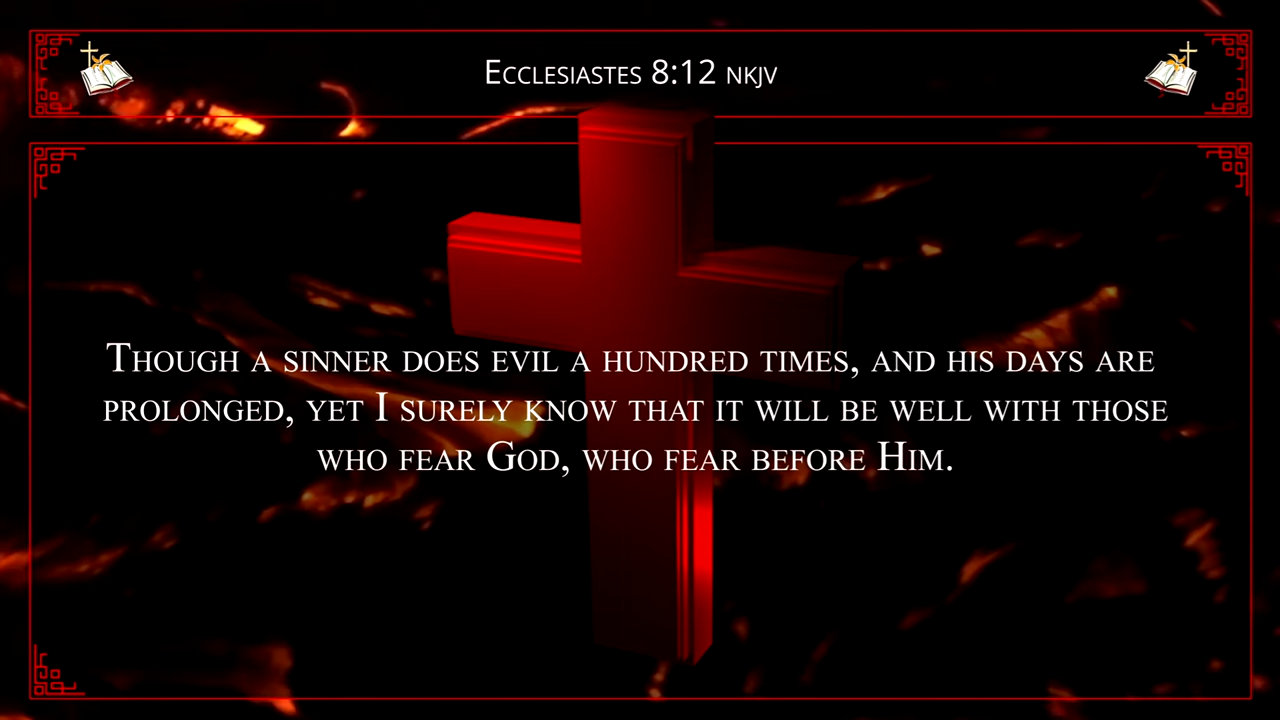 Ecclesiastes 8:12 NKJV
Though a sinner does evil a hundred times, and his days are
prolonged, yet I surely know that it will be well with those
who fear God, who fear before Him.